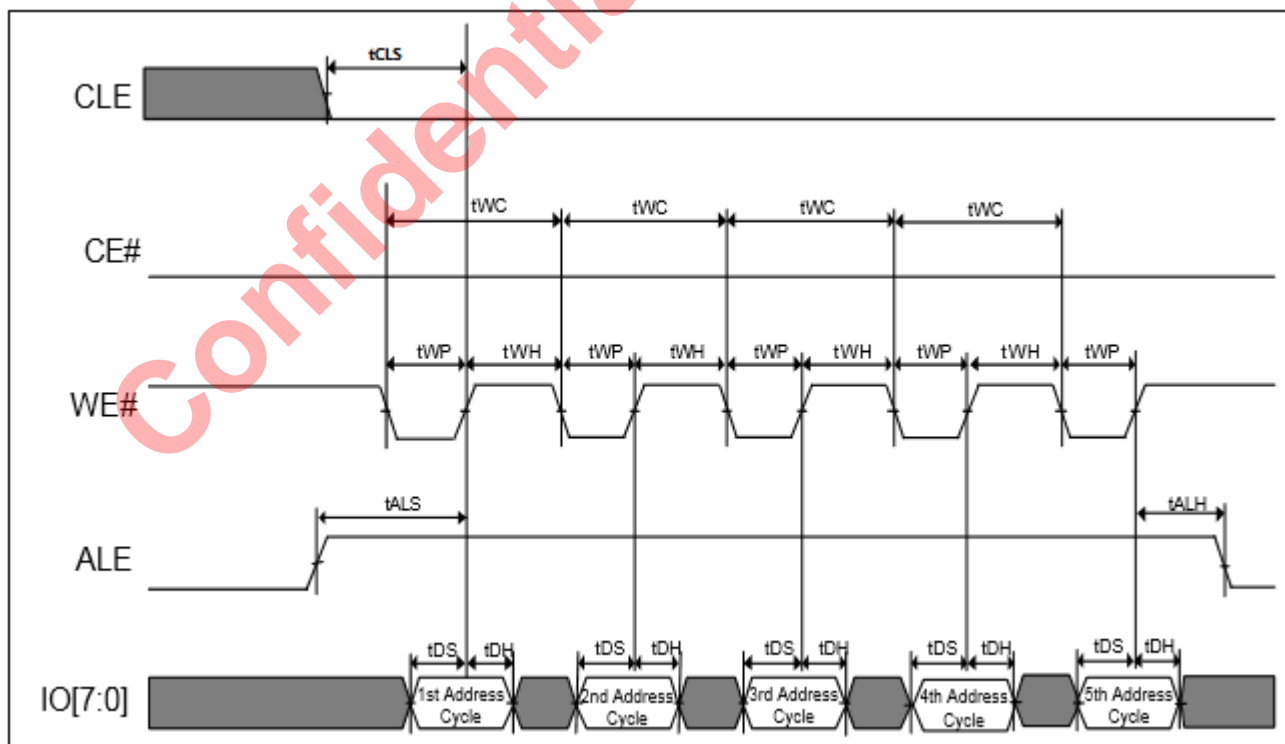 Confidentia
tCLS
CLE
tWC tWC tWC tWC
CE#
tWP tWH tWP tWH tWP tWH tWP tWH tWP
WE#
tALS tALH
ALE
tDS tDH tDS tDH tDS tDH tDS tDH tDS tDH
IO[7:0]
1st Address Cycle
2nd Address Cycle
3rd Address Cycle
4th Address Cycle
5th Address Cycle